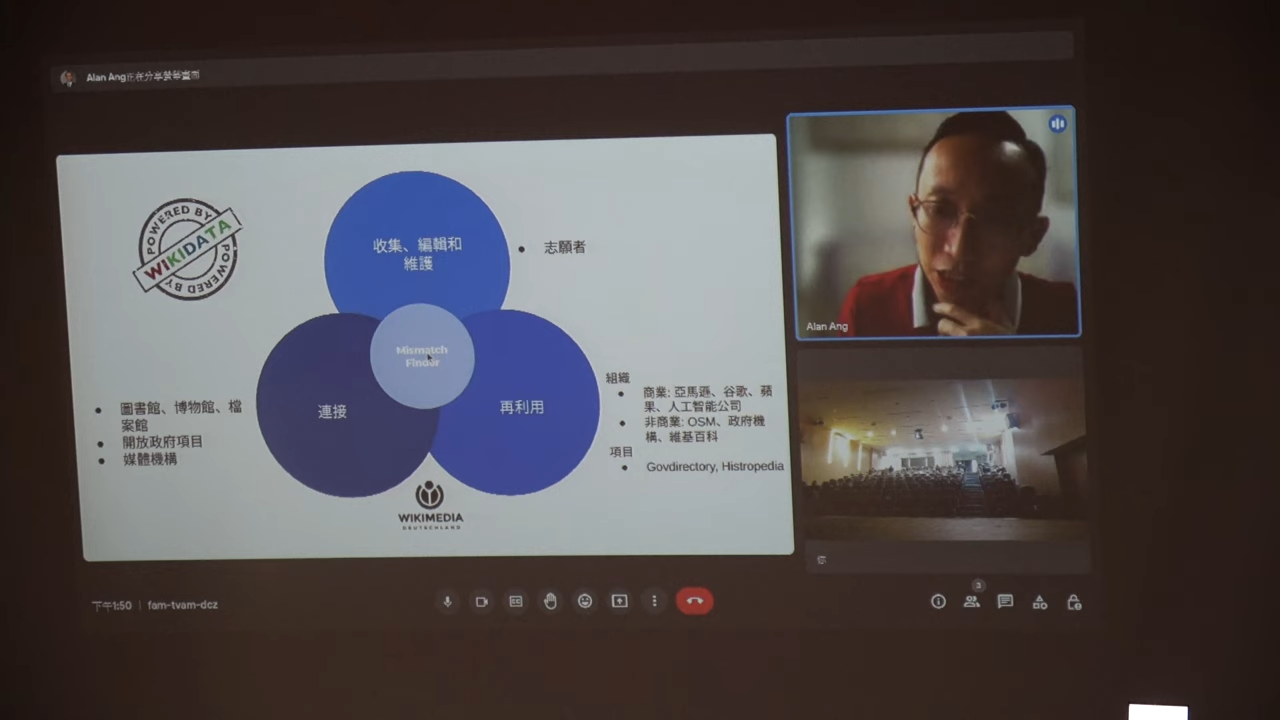 Alan Ang正在分享螢幕畫面
POWERED BY
WIKIDATA
POWERED BY
收集、編輯和
維護
志願者
Mismatch
Finder
連接
再利用
圖書館、博物館、檔
案館
開放政府項目
媒體機構
組織
商業: 亞馬遜、谷歌、蘋
果、人工智能公司
非商業: OSM、政府機
構、維基百科
項目
Govdirectory, Histropedia
WIKIMEDIA
DEUTSCHLAND
Alan Ang
您
下午1:50 | fam-tvam-dcz
3